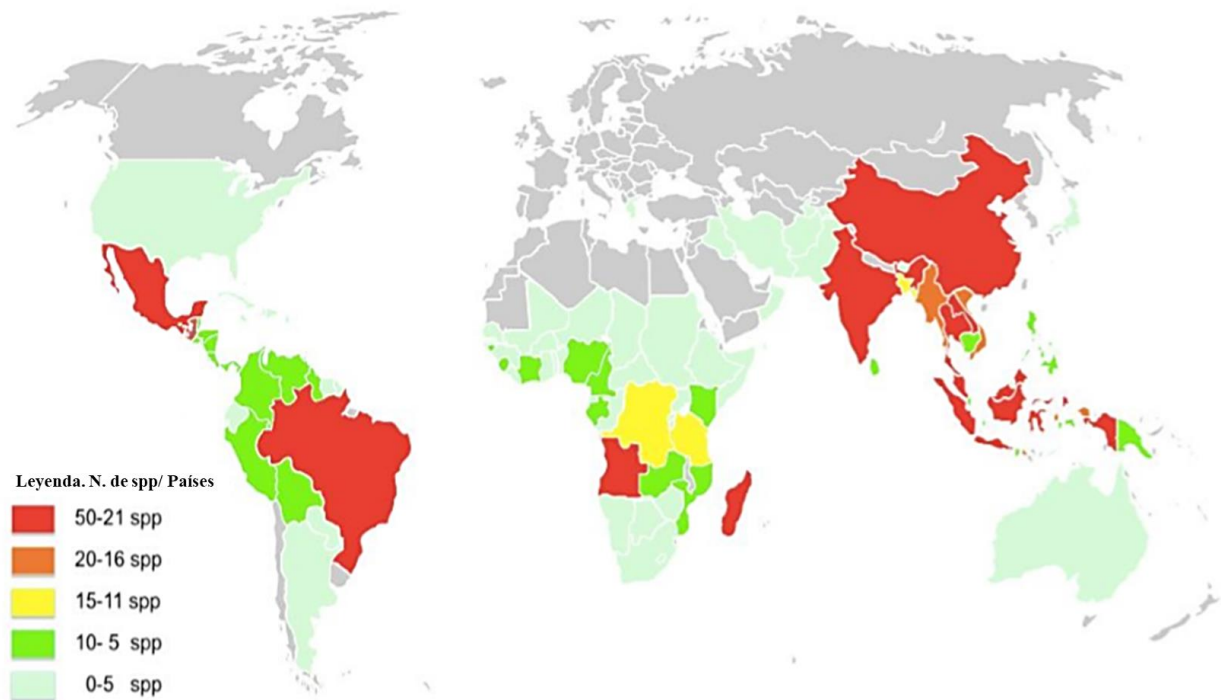 Leyenda. N. de spp/ Países
50-21 spp
20-16 spp
15-11 spp
10- 5 spp
0-5 spp